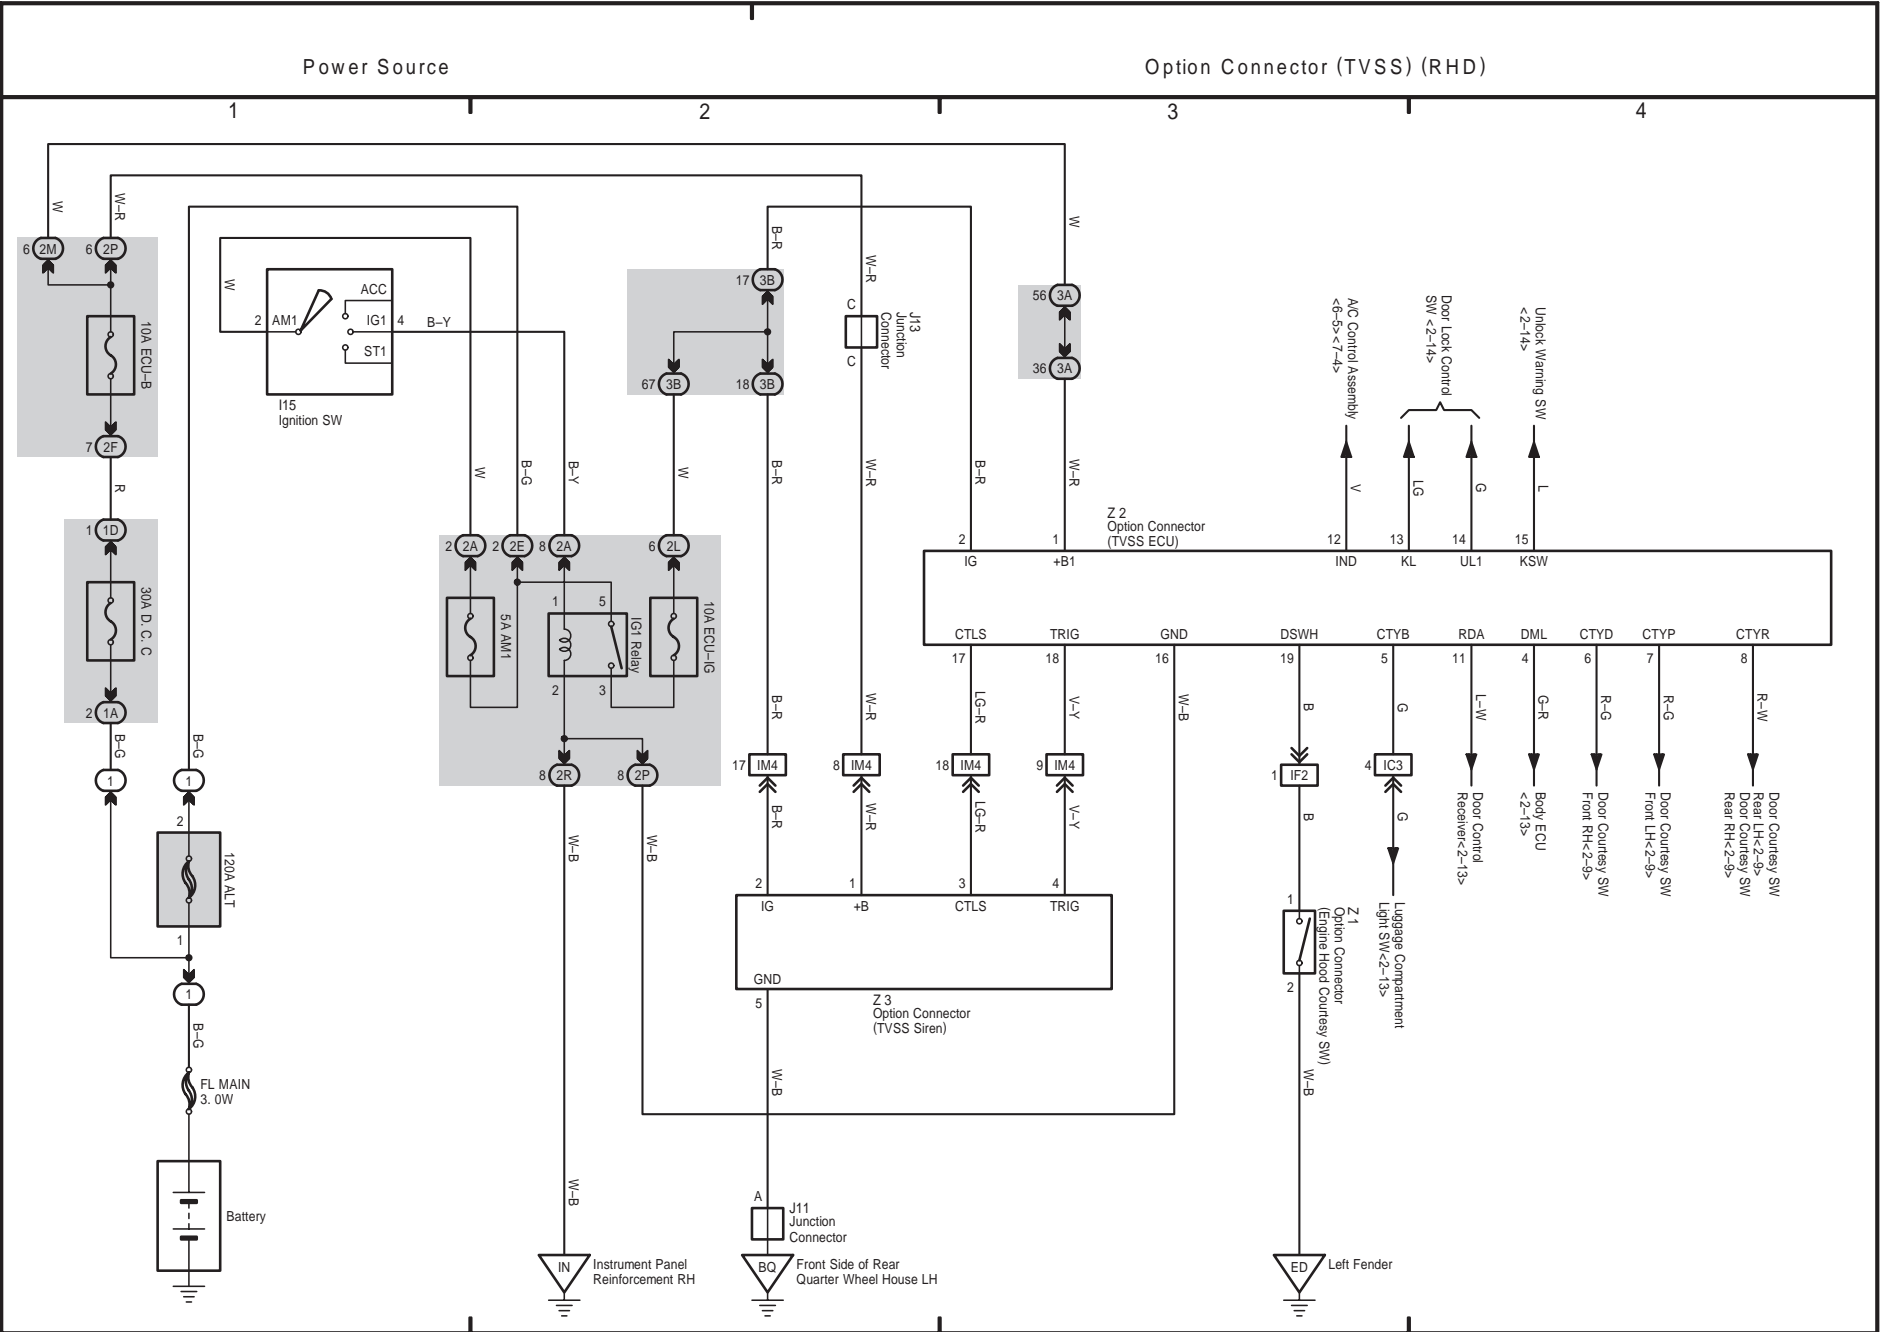 Power Source
Option Connector (TVSS) (RHD)
1
2
3
4
W
W–R
6 2M
6 2P
10A ECU–B
7 2F
R
1 1D
30A D. C. C
2 1A
B–G
1
B–G
1
2
120A ALT
1
1
B–G
FL MAIN
3. 0W
Battery
W
2
AM1
ACC
IG1
ST1
4
B–Y
I15
Ignition SW
W
B–G
B–Y
W
2 2A
2 2E
8 2A
6 2L
5A AM1
1
5
2
3
IG1 Relay
10A ECU–IG
8 2R
8 2P
W–B
W–B
W–B
IN
Instrument Panel
Reinforcement RH
B–R
17 3B
67 3B
18 3B
W–R
C
C
J13
Junction
Connector
B–R
W–R
B–R
W
56 3A
36 3A
W–R
Z 2
Option Connector
(TVSS ECU)
2
1
12
13
14
15
IG
+B1
IND
KL
UL1
KSW
V
LG
G
L
A/C Control Assembly
<6–5><7–4>
Door Lock Control
SW <2–14>
Unlock Warning SW
<2–14>
CTLS
TRIG
GND
DSWH
CTYB
RDA
DML
CTYD
CTYP
CTYR
17
18
16
19
5
11
4
6
7
8
B–R
W–R
LG–R
V–Y
W–B
B
G
L–W
G–R
R–G
R–G
R–W
17 IM4
8 IM4
18 IM4
9 IM4
1 IF2
4 IC3
B–R
W–R
LG–R
V–Y
B
G
Door Control
Receiver<2–13>
Body ECU
<2–13>
Door Courtesy SW
Front RH<2–9>
Door Courtesy SW
Front LH<2–9>
Door Courtesy SW
Rear LH<2–9>
Door Courtesy SW
Rear RH<2–9>
2
1
3
4
IG
+B
CTLS
TRIG
GND
5
Z 3
Option Connector
(TVSS Siren)
W–B
A
J11
Junction
Connector
BQ
Front Side of Rear
Quarter Wheel House LH
1
2
Z 1
Option Connector
(Engine Hood Courtesy SW)
Luggage Compartment
Light SW<2–13>
W–B
ED
Left Fender